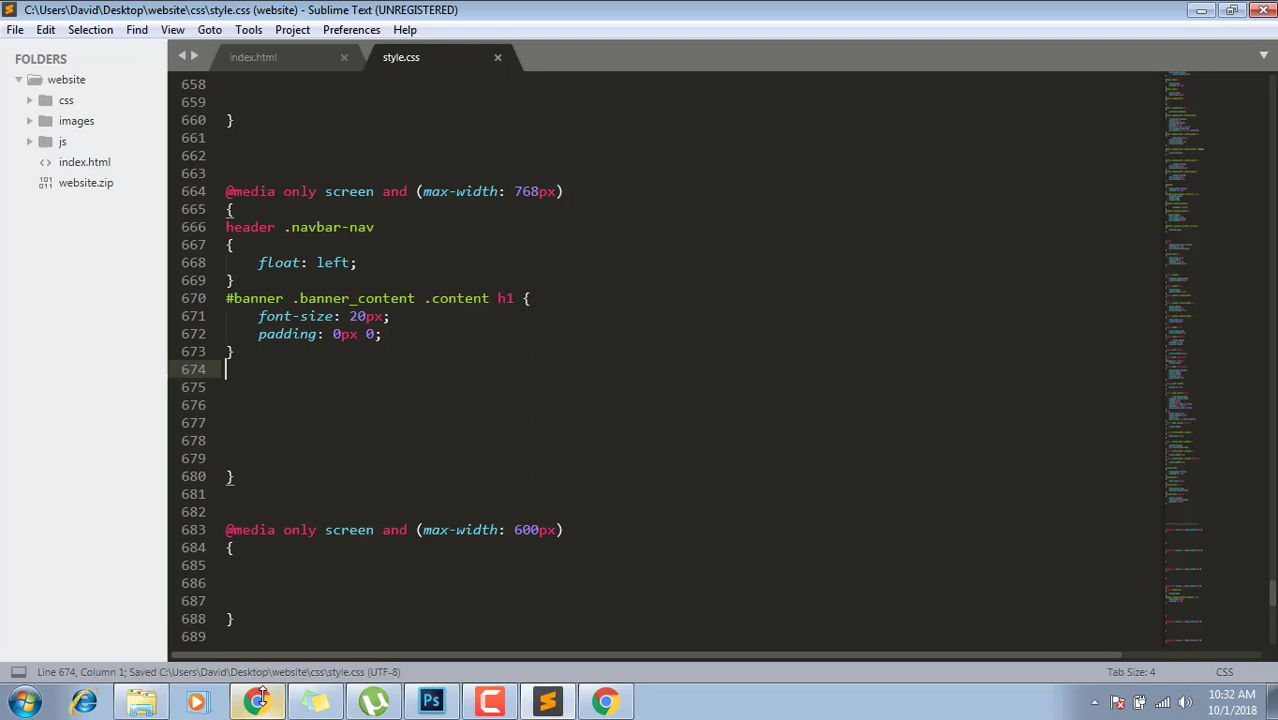 C:\Users\David\Desktop\website\css\style.css (website) - Sublime Text (UNREGISTERED)
File Edit Selection Find View Goto Tools Project Preferences Help
FOLDERS
website
css
images
js
index.html
website.zip
index.html
style.css
658
659
660 }
661
662
663
664 @media only screen and (max-width: 768px)
665 {
666 header .navbar-nav
667 {
668 float: left;
669 }
670 #banner .banner_content .content h1 {
671 font-size: 20px;
672 padding: 0px 0;
673 }
674
675
676
677
678
679
680 }
681
682
683 @media only screen and (max-width: 600px)
684 {
685
686
687
688 }
689
Line 674, Column 1; Saved C:\Users\David\Desktop\website\css\style.css (UTF-8)
Tab Size: 4
CSS
Ps
10:32 AM
10/1/2018